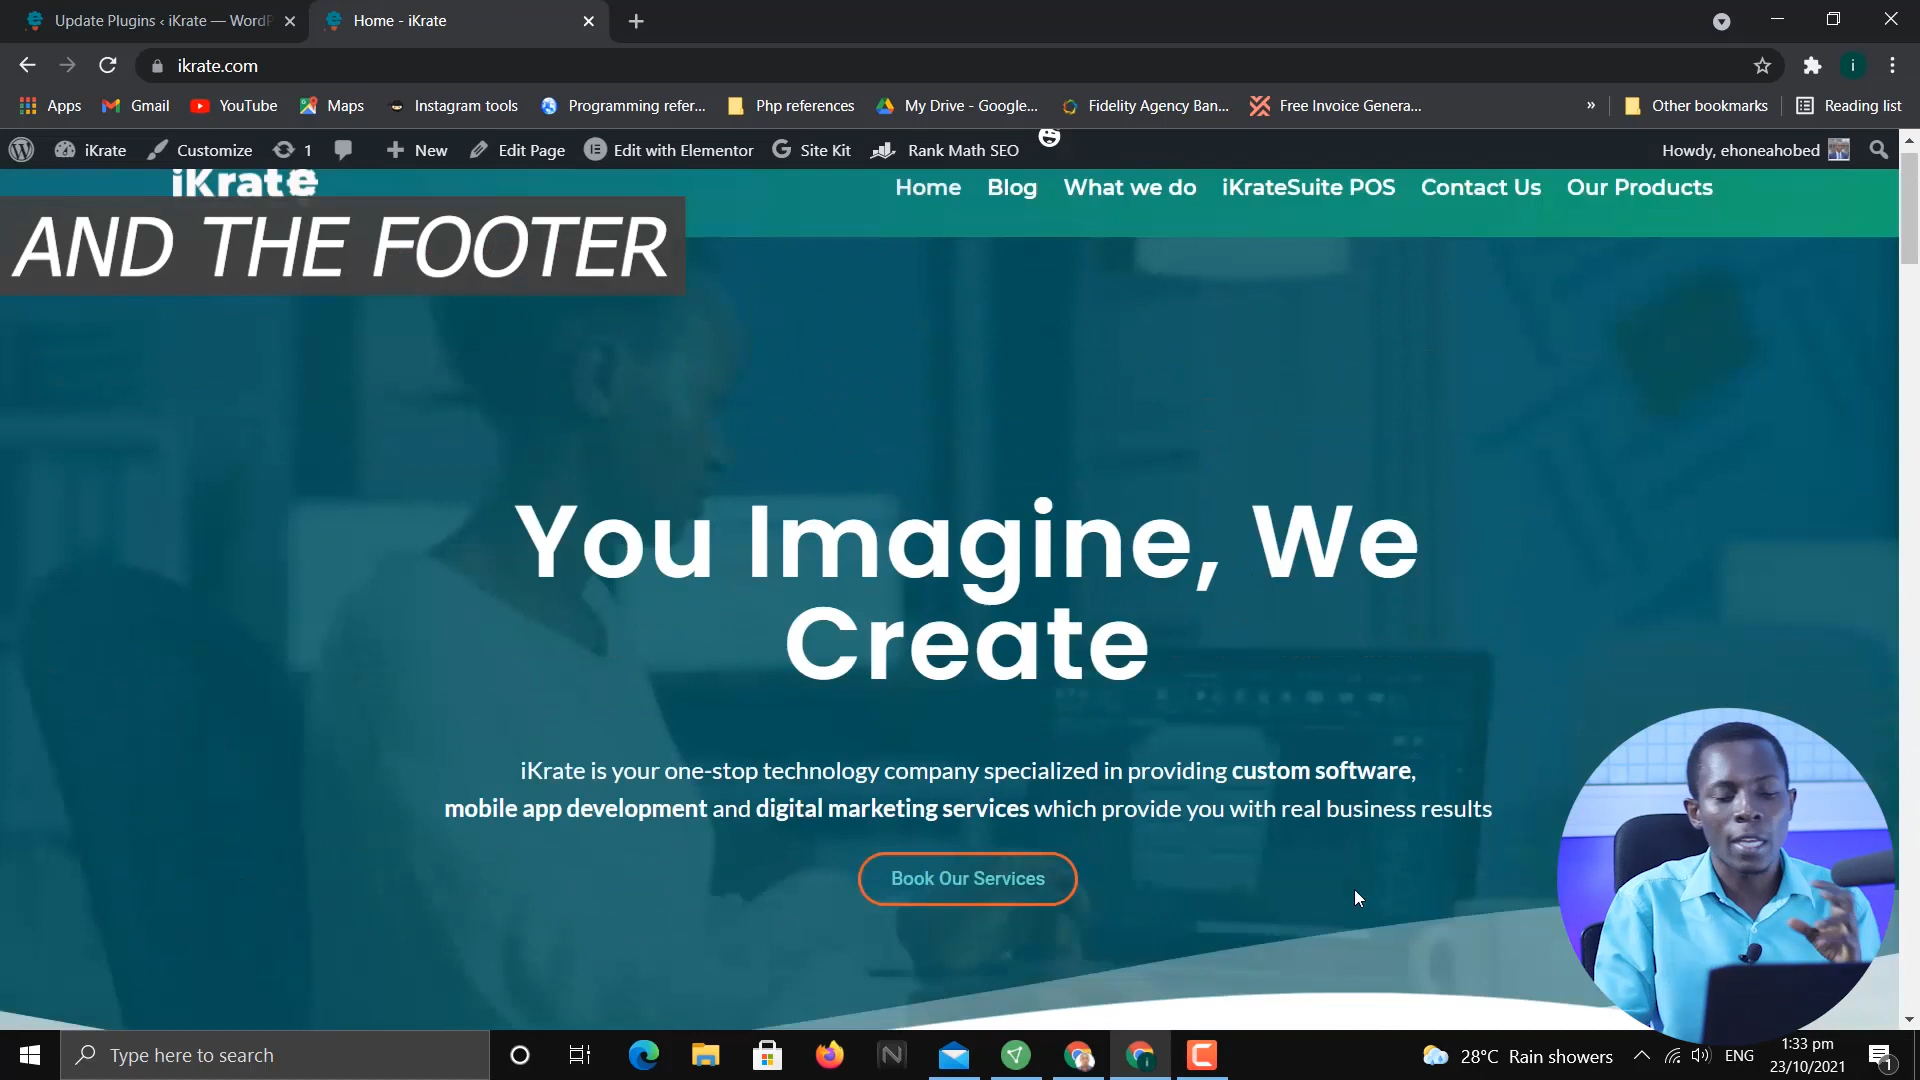 Update Plugins ‹ iKrate — WordP
Home - iKrate
ikrate.com
Apps
Gmail
YouTube
Maps
Instagram tools
Programming refer...
Php references
My Drive - Google...
Fidelity Agency Ban...
Free Invoice Genera...
»
Other bookmarks
Reading list
iKrate
Customize
1
New
Edit Page
Edit with Elementor
Site Kit
Rank Math SEO
Howdy, ehoneahobed
iKrate
Home
Blog
What we do
iKrateSuite POS
Contact Us
Our Products
AND THE FOOTER
You Imagine, We
Create
iKrate is your one-stop technology company specialized in providing custom software,
mobile app development and digital marketing services which provide you with real business results
Book Our Services
Type here to search
28°C Rain showers
ENG
1:33 pm
23/10/2021
1